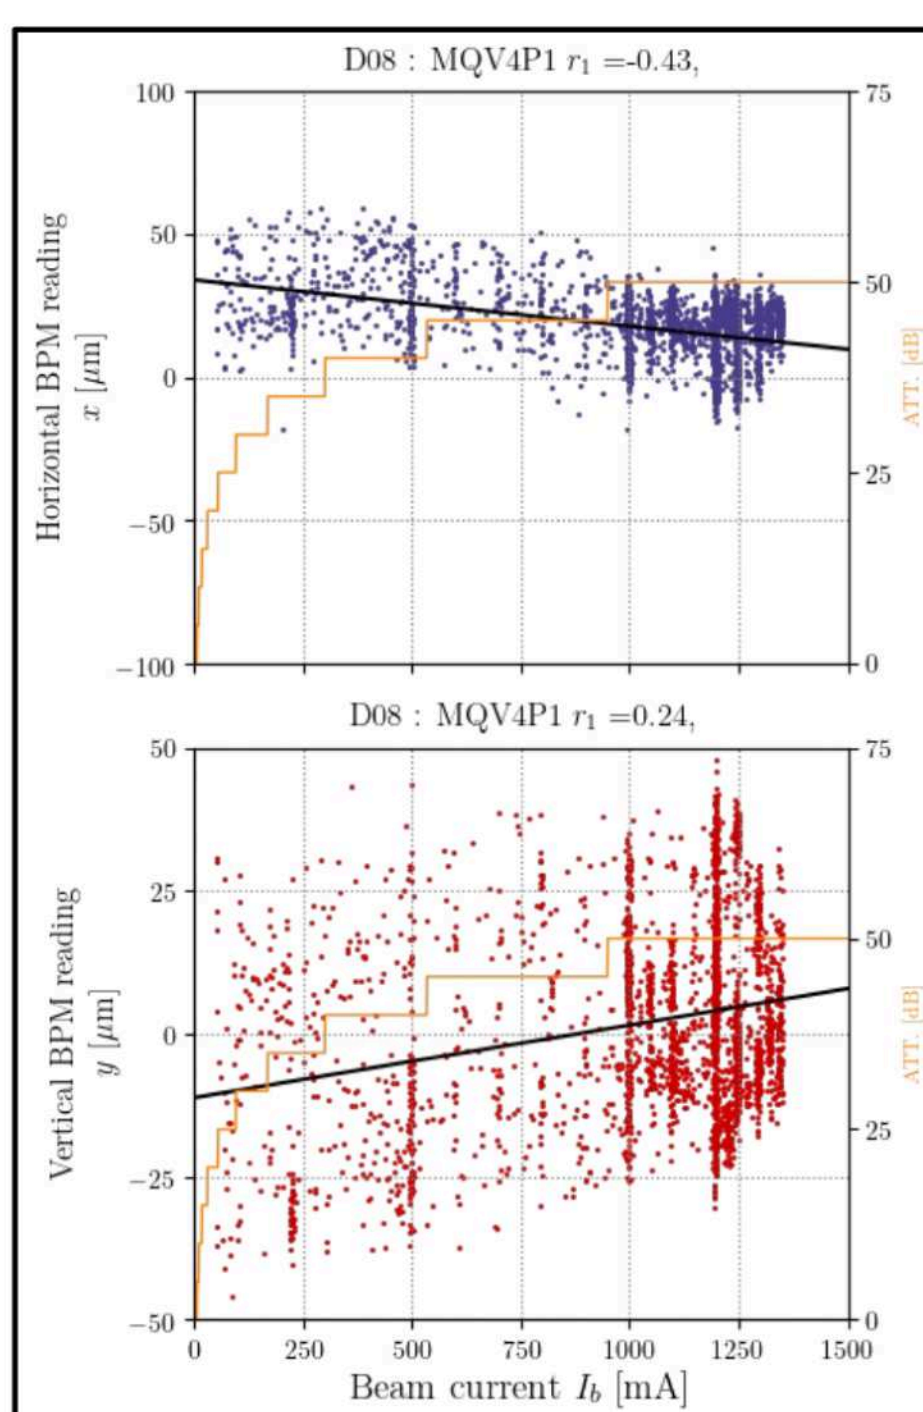 D08 : MQV4P1 r₁ =-0.43,
100
50
0
−50
−100
75
50
25
0
Horizontal BPM reading
x [μm]
ATT. [dB]
D08 : MQV4P1 r₁ =0.24,
50
25
0
−25
−50
75
50
25
0
Vertical BPM reading
y [μm]
ATT. [dB]
0 250 500 750 1000 1250 1500
Beam current I_b [mA]